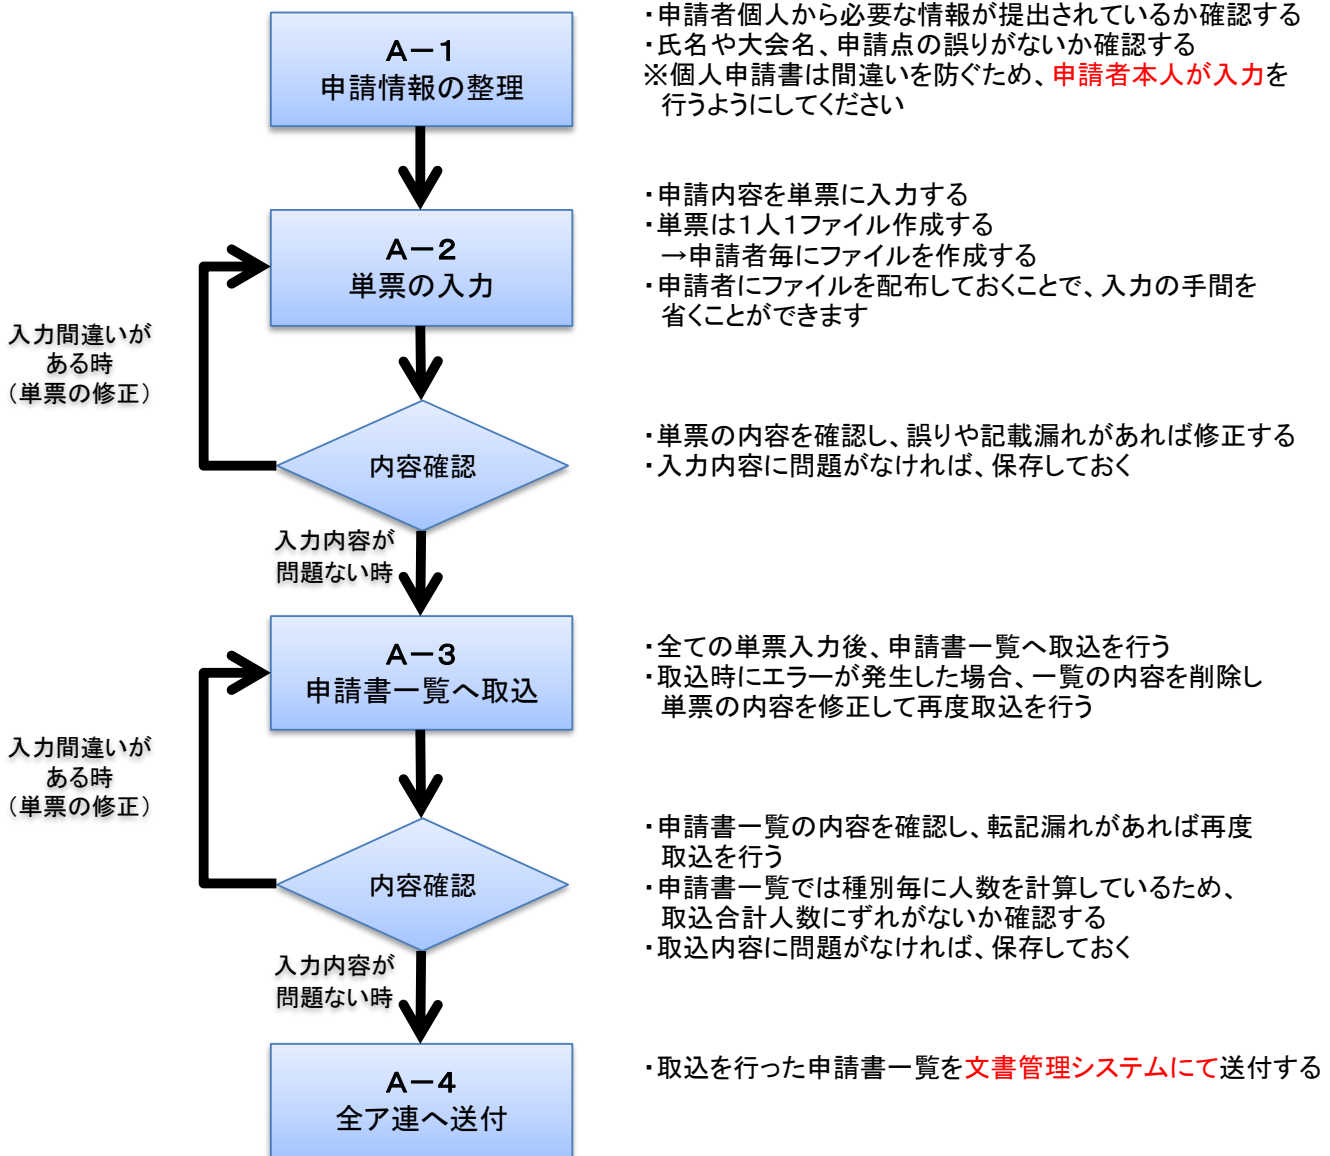 A－1
申請情報の整理
・申請者個人から必要な情報が提出されているか確認する
・氏名や大会名、申請点の誤りがないか確認する
※個人申請書は間違いを防ぐため、申請者本人が入力を
行うようにしてください
A－2
単票の入力
・申請内容を単票に入力する
・単票は１人１ファイル作成する
→申請者毎にファイルを作成する
・申請者にファイルを配布しておくことで、入力の手間を
省くことができます
入力間違いが
ある時
（単票の修正）
内容確認
・単票の内容を確認し、誤りや記載漏れがあれば修正する
・入力内容に問題がなければ、保存しておく
入力内容が
問題ない時
A－3
申請書一覧へ取込
・全ての単票入力後、申請書一覧へ取込を行う
・取込時にエラーが発生した場合、一覧の内容を削除し
単票の内容を修正して再度取込を行う
入力間違いが
ある時
（単票の修正）
内容確認
・申請書一覧の内容を確認し、転記漏れがあれば再度
取込を行う
・申請書一覧では種別毎に人数を計算しているため、
取込合計人数にずれがないか確認する
・取込内容に問題がなければ、保存しておく
入力内容が
問題ない時
A－4
全ア連へ送付
・取込を行った申請書一覧を文書管理システムにて送付する